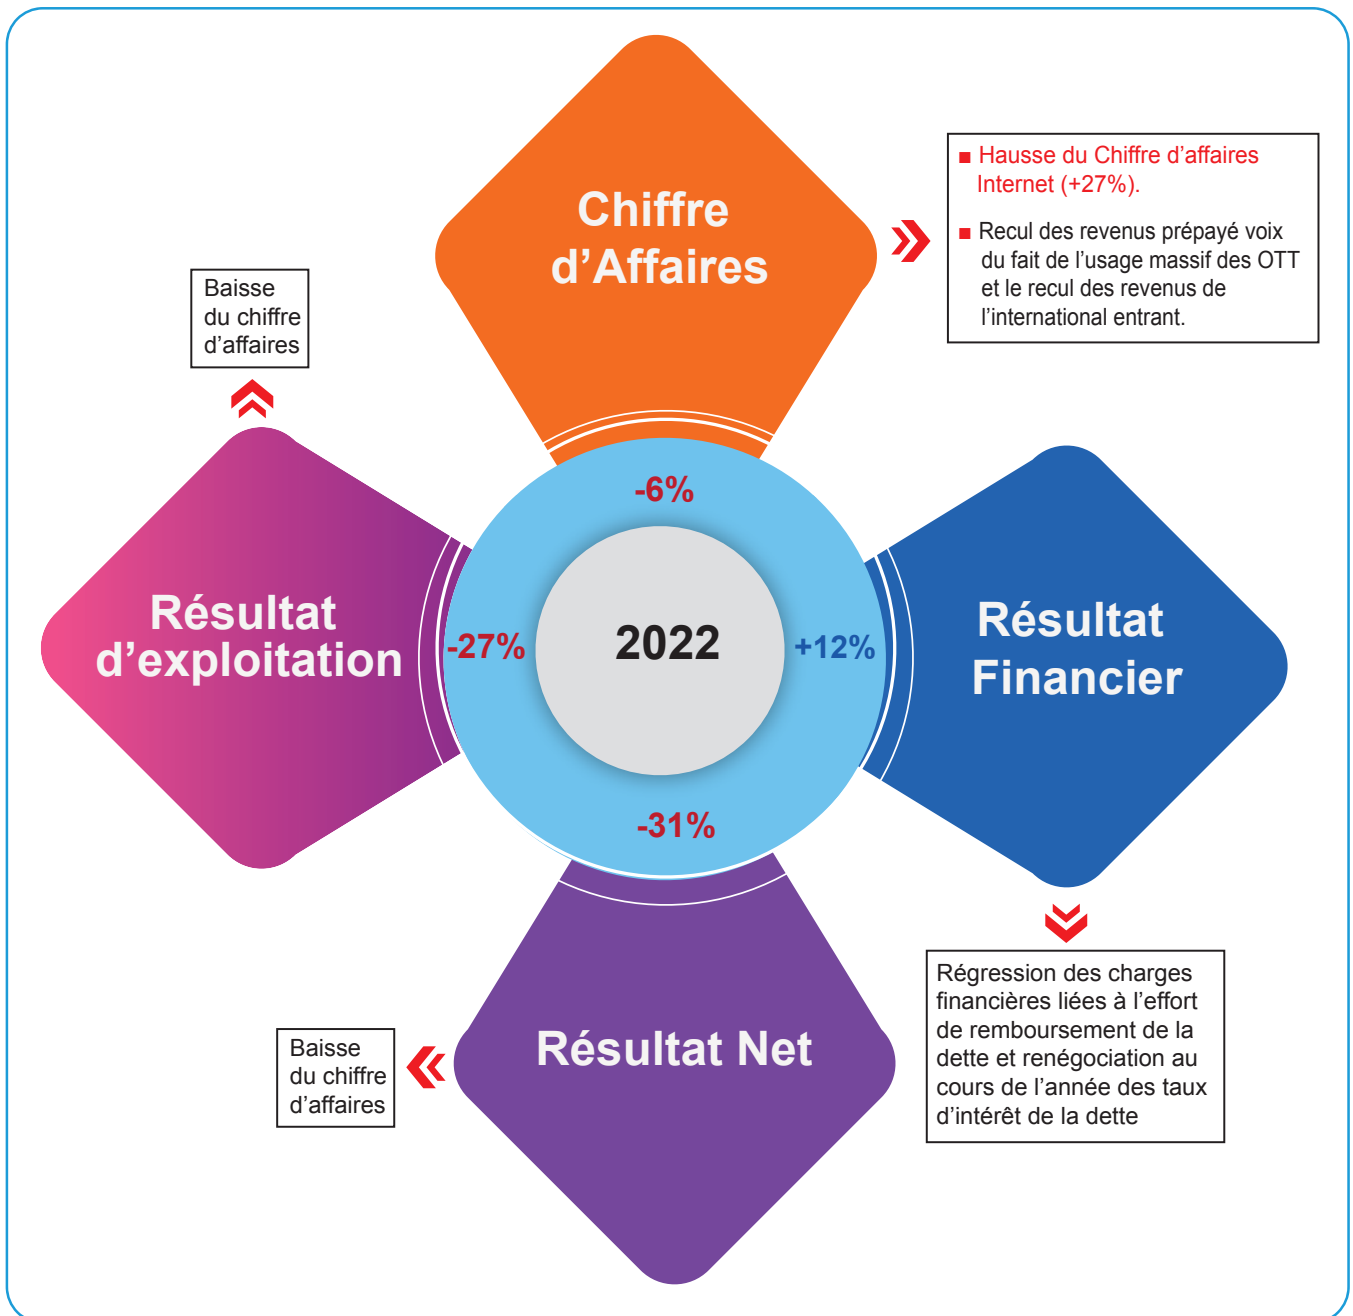 Chiffre
d’Affaires
■ Hausse du Chiffre d’affaires
Internet (+27%).
■ Recul des revenus prépayé voix
du fait de l’usage massif des OTT
et le recul des revenus de
l’international entrant.
Baisse
du chiffre
d’affaires
-6%
Résultat
d’exploitation
-27%
2022
+12%
Résultat
Financier
-31%
Régression des charges
financières liées à l’effort
de remboursement de la
dette et renégociation au
cours de l’année des taux
d’intérêt de la dette
Résultat Net
Baisse
du chiffre
d’affaires